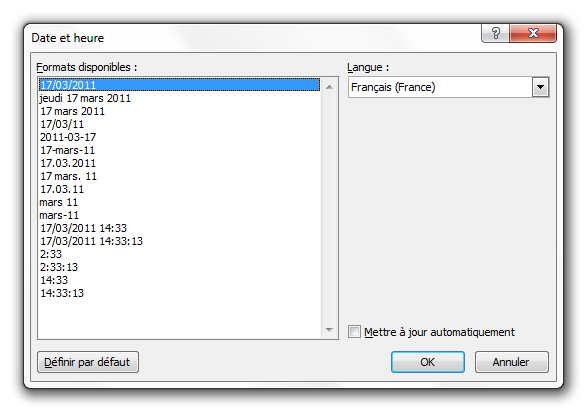 Date et heure
Formats disponibles :
17/03/2011
jeudi 17 mars 2011
17 mars 2011
17/03/11
2011-03-17
17-mars-11
17.03.2011
17 mars. 11
17.03.11
mars 11
mars-11
17/03/2011 14:33
17/03/2011 14:33:13
2:33
2:33:13
14:33
14:33:13
Langue :
Français (France)
Mettre à jour automatiquement
Définir par défaut
OK
Annuler